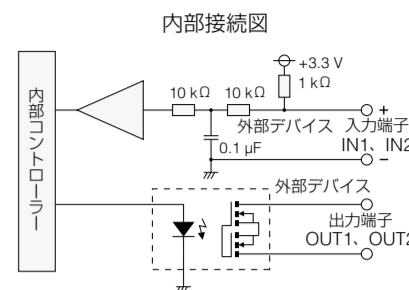 内部接続図
+3.3 V
1 kΩ
10 kΩ 10 kΩ
外部デバイス 入力端子
IN1、IN2
+
−
0.1 µF
内部コントローラー
外部デバイス
出力端子
OUT1、OUT2